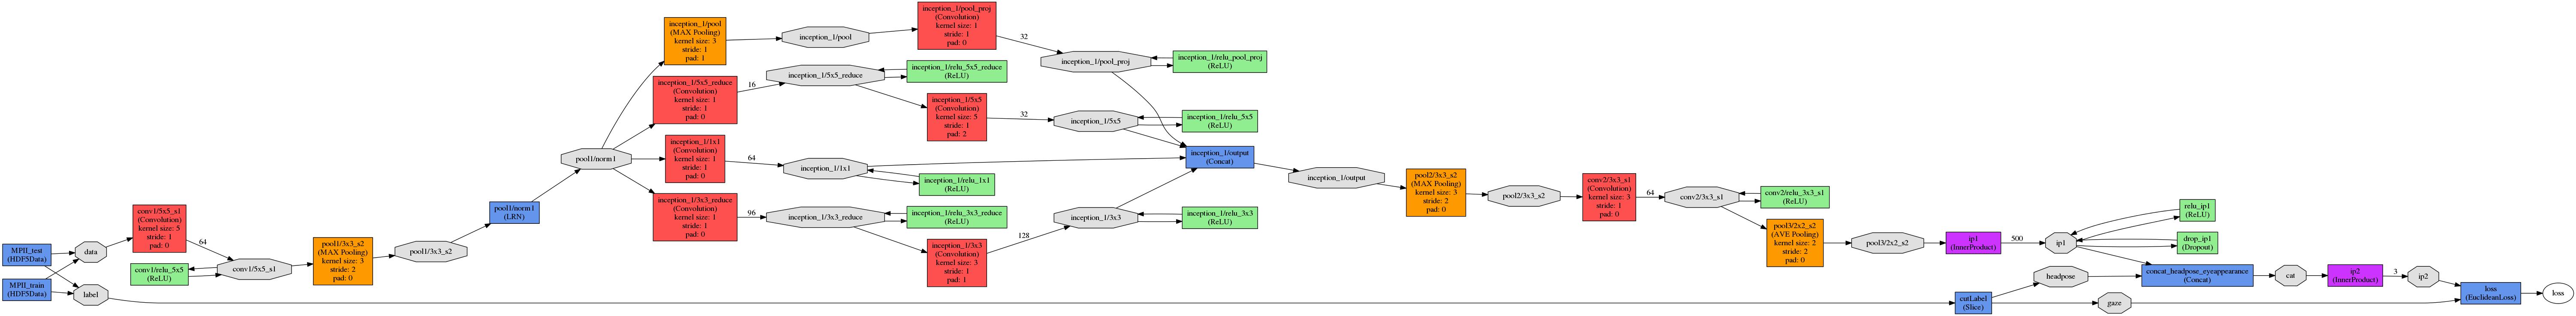 MPII_test
(HDF5Data)
MPII_train
(HDF5Data)
data
label
conv1/5x5_s1
(Convolution)
kernel size: 5
stride: 1
pad: 0
64
conv1/relu_5x5
(ReLU)
conv1/5x5_s1
pool1/3x3_s2
(MAX Pooling)
kernel size: 3
stride: 2
pad: 0
pool1/3x3_s2
pool1/norm1
(LRN)
pool1/norm1
inception_1/pool
(MAX Pooling)
kernel size: 3
stride: 1
pad: 1
inception_1/pool
inception_1/pool_proj
(Convolution)
kernel size: 1
stride: 1
pad: 0
32
inception_1/pool_proj
inception_1/relu_pool_proj
(ReLU)
inception_1/5x5_reduce
(Convolution)
kernel size: 1
stride: 1
pad: 0
16
inception_1/5x5_reduce
inception_1/relu_5x5_reduce
(ReLU)
inception_1/5x5
(Convolution)
kernel size: 5
stride: 1
pad: 2
32
inception_1/5x5
inception_1/relu_5x5
(ReLU)
inception_1/1x1
(Convolution)
kernel size: 1
stride: 1
pad: 0
64
inception_1/1x1
inception_1/relu_1x1
(ReLU)
inception_1/3x3_reduce
(Convolution)
kernel size: 1
stride: 1
pad: 0
96
inception_1/3x3_reduce
inception_1/relu_3x3_reduce
(ReLU)
inception_1/3x3
(Convolution)
kernel size: 3
stride: 1
pad: 1
128
inception_1/3x3
inception_1/relu_3x3
(ReLU)
inception_1/output
(Concat)
inception_1/output
pool2/3x3_s2
(MAX Pooling)
kernel size: 3
stride: 2
pad: 0
pool2/3x3_s2
conv2/3x3_s1
(Convolution)
kernel size: 3
stride: 1
pad: 0
64
conv2/3x3_s1
conv2/relu_3x3_s1
(ReLU)
pool3/2x2_s2
(AVE Pooling)
kernel size: 2
stride: 2
pad: 0
pool3/2x2_s2
ip1
(InnerProduct)
500
ip1
relu_ip1
(ReLU)
drop_ip1
(Dropout)
cutLabel
(Slice)
headpose
gaze
concat_headpose_eyeappearance
(Concat)
cat
ip2
(InnerProduct)
3
ip2
loss
(EuclideanLoss)
loss